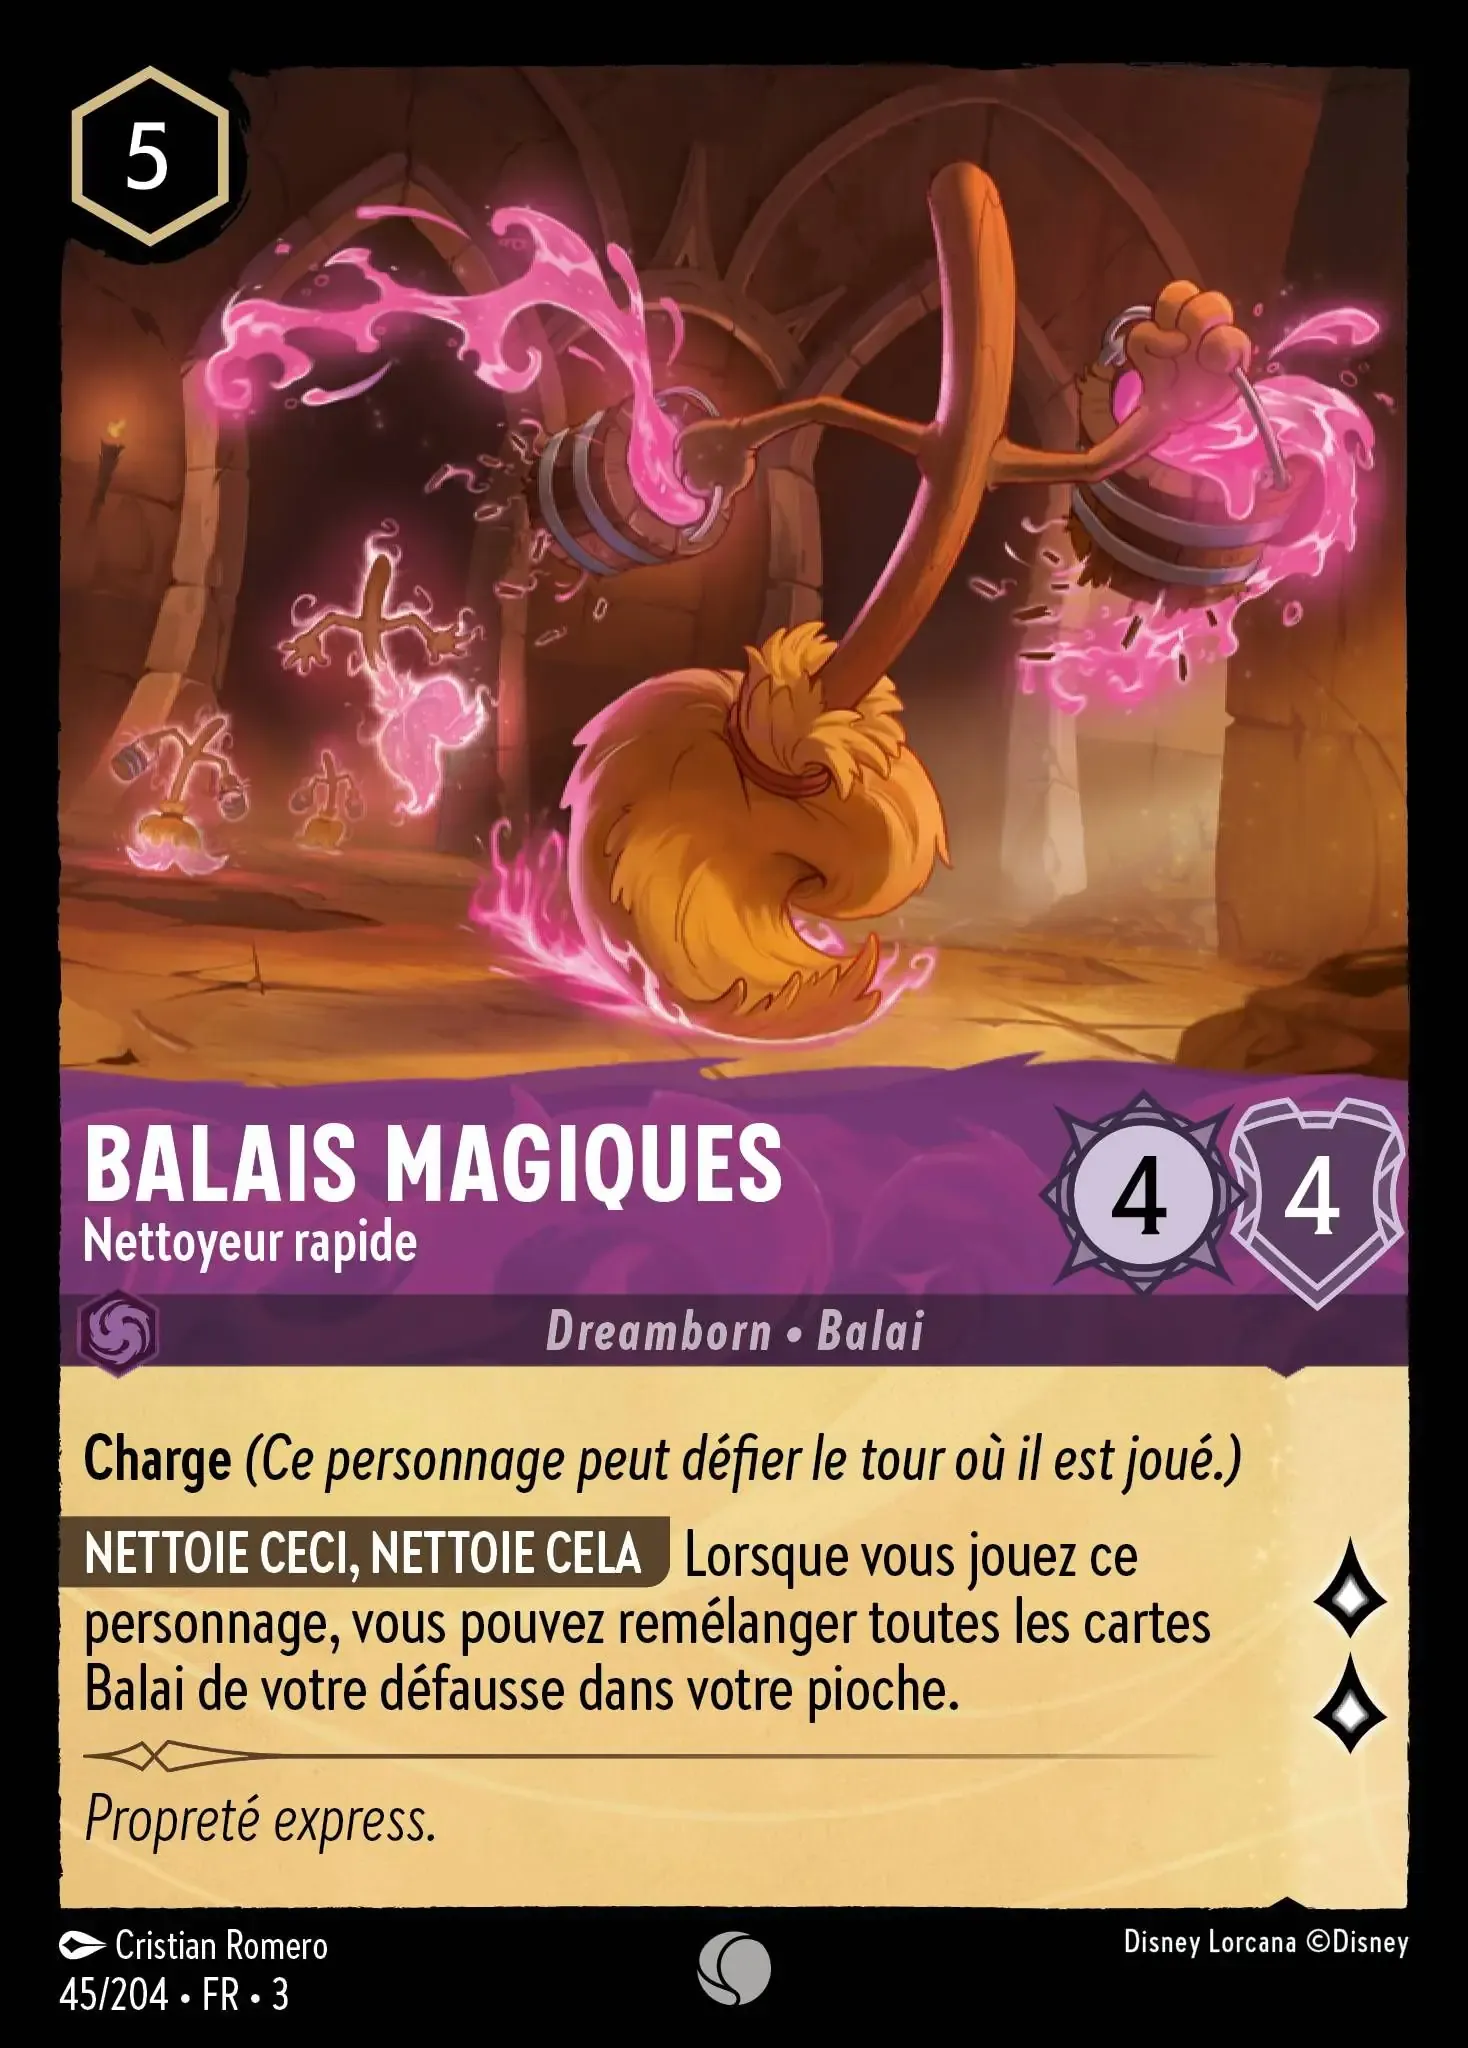 5
BALAIS MAGIQUES
Nettoyeur rapide
4
4
Dreamborn • Balai
Charge (Ce personnage peut défier le tour où il est joué.)
NETTOIE CECI, NETTOIE CELA Lorsque vous jouez ce
personnage, vous pouvez remélanger toutes les cartes
Balai de votre défausse dans votre pioche.
Propreté express.
Cristian Romero
Disney Lorcana ©Disney
45/204 • FR • 3